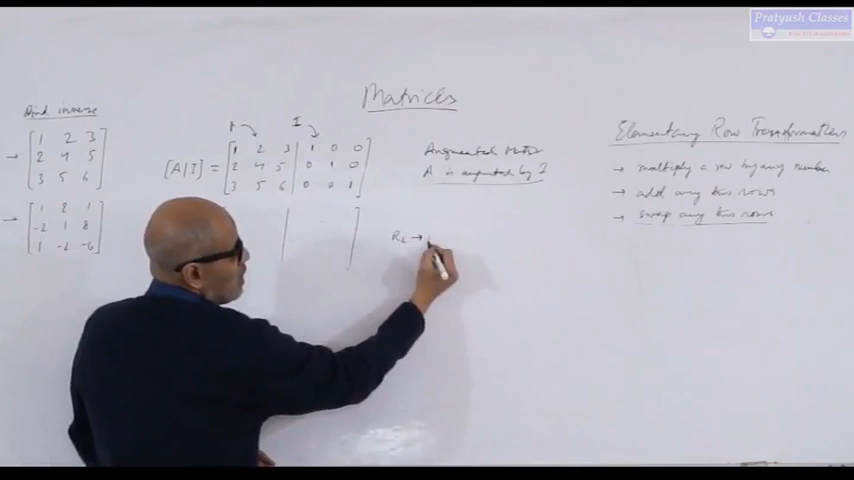 Pratyush Classes
Matrices
Find inverse
→ [1 2 3
2 4 5
3 5 6]
→ [1 2 1
-2 1 8
1 -2 -6]
A I
[A|I] = [1 2 3 | 1 0 0
2 4 5 | 0 1 0
3 5 6 | 0 0 1]
Augmented Matrix
A is augmented by I
R₂ →
Elementary Row Transformations
→ multiply a row by any number
→ add any two rows
→ swap any two rows